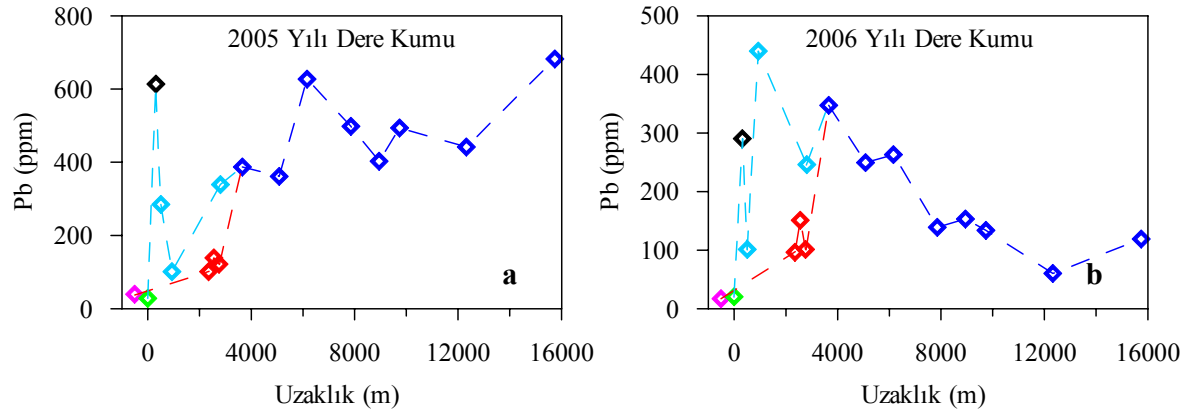 2005 Yılı Dere Kumu
Pb (ppm)
800
600
400
200
0
0 4000 8000 12000 16000
Uzaklık (m)
a
2006 Yılı Dere Kumu
Pb (ppm)
500
400
300
200
100
0
0 4000 8000 12000 16000
Uzaklık (m)
b